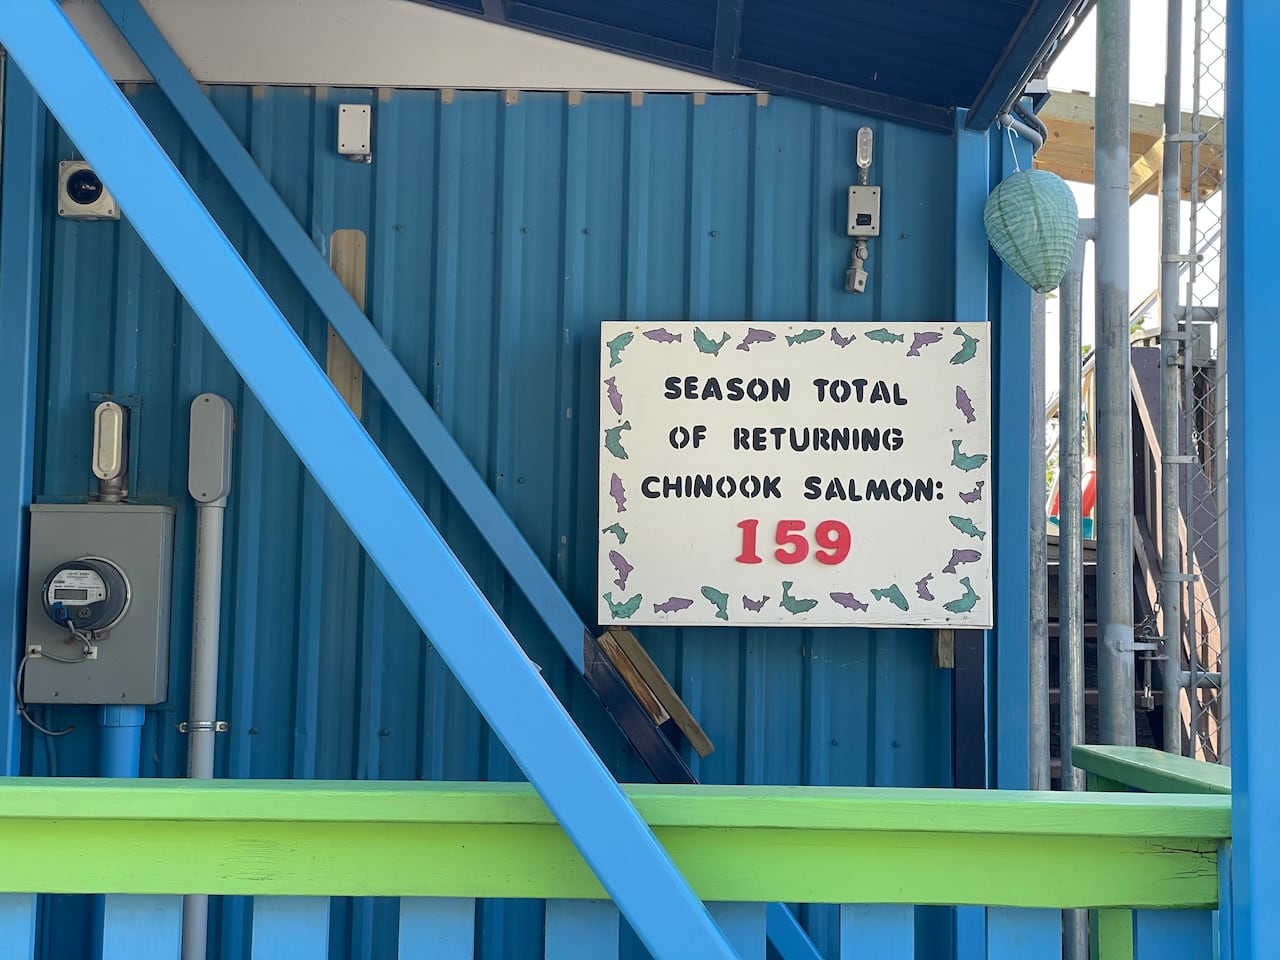 SEASON TOTAL
OF RETURNING
CHINOOK SALMON:
159